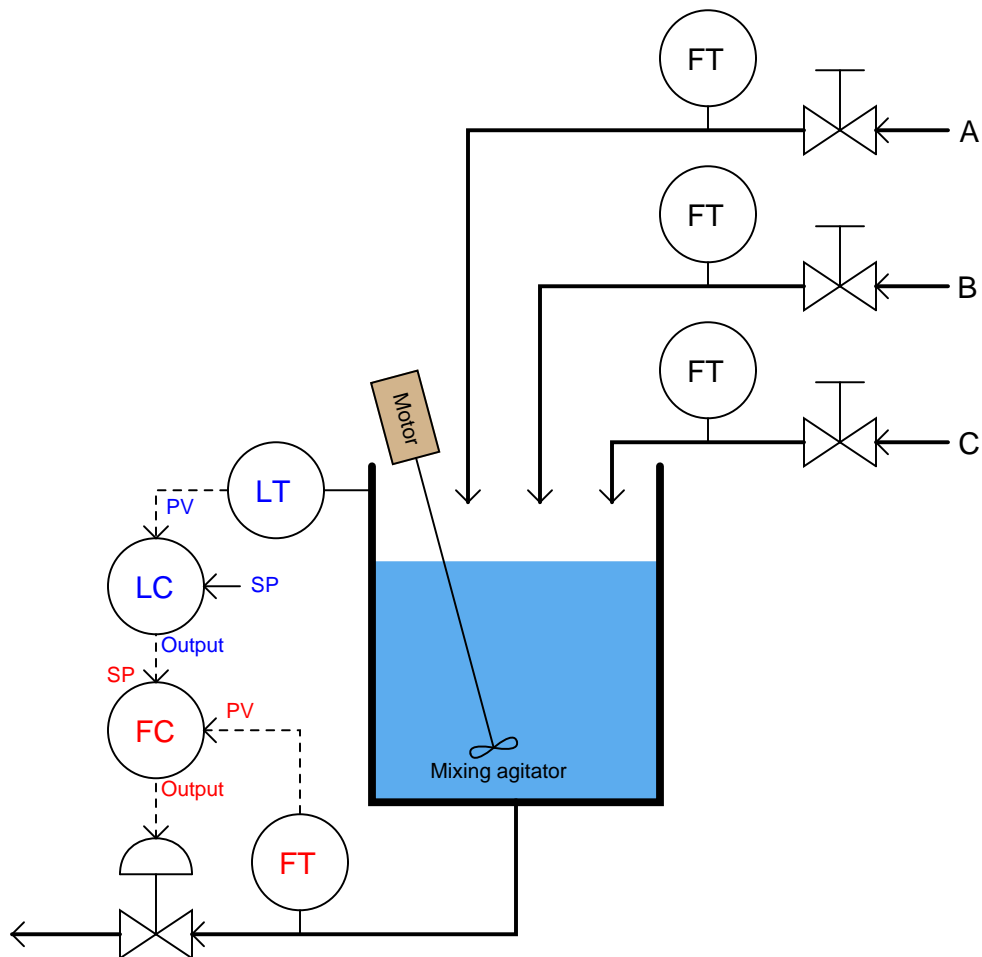 FT
A
FT
B
FT
C
Motor
LT
PV
LC
SP
Output
SP
FC
PV
Output
Mixing agitator
FT